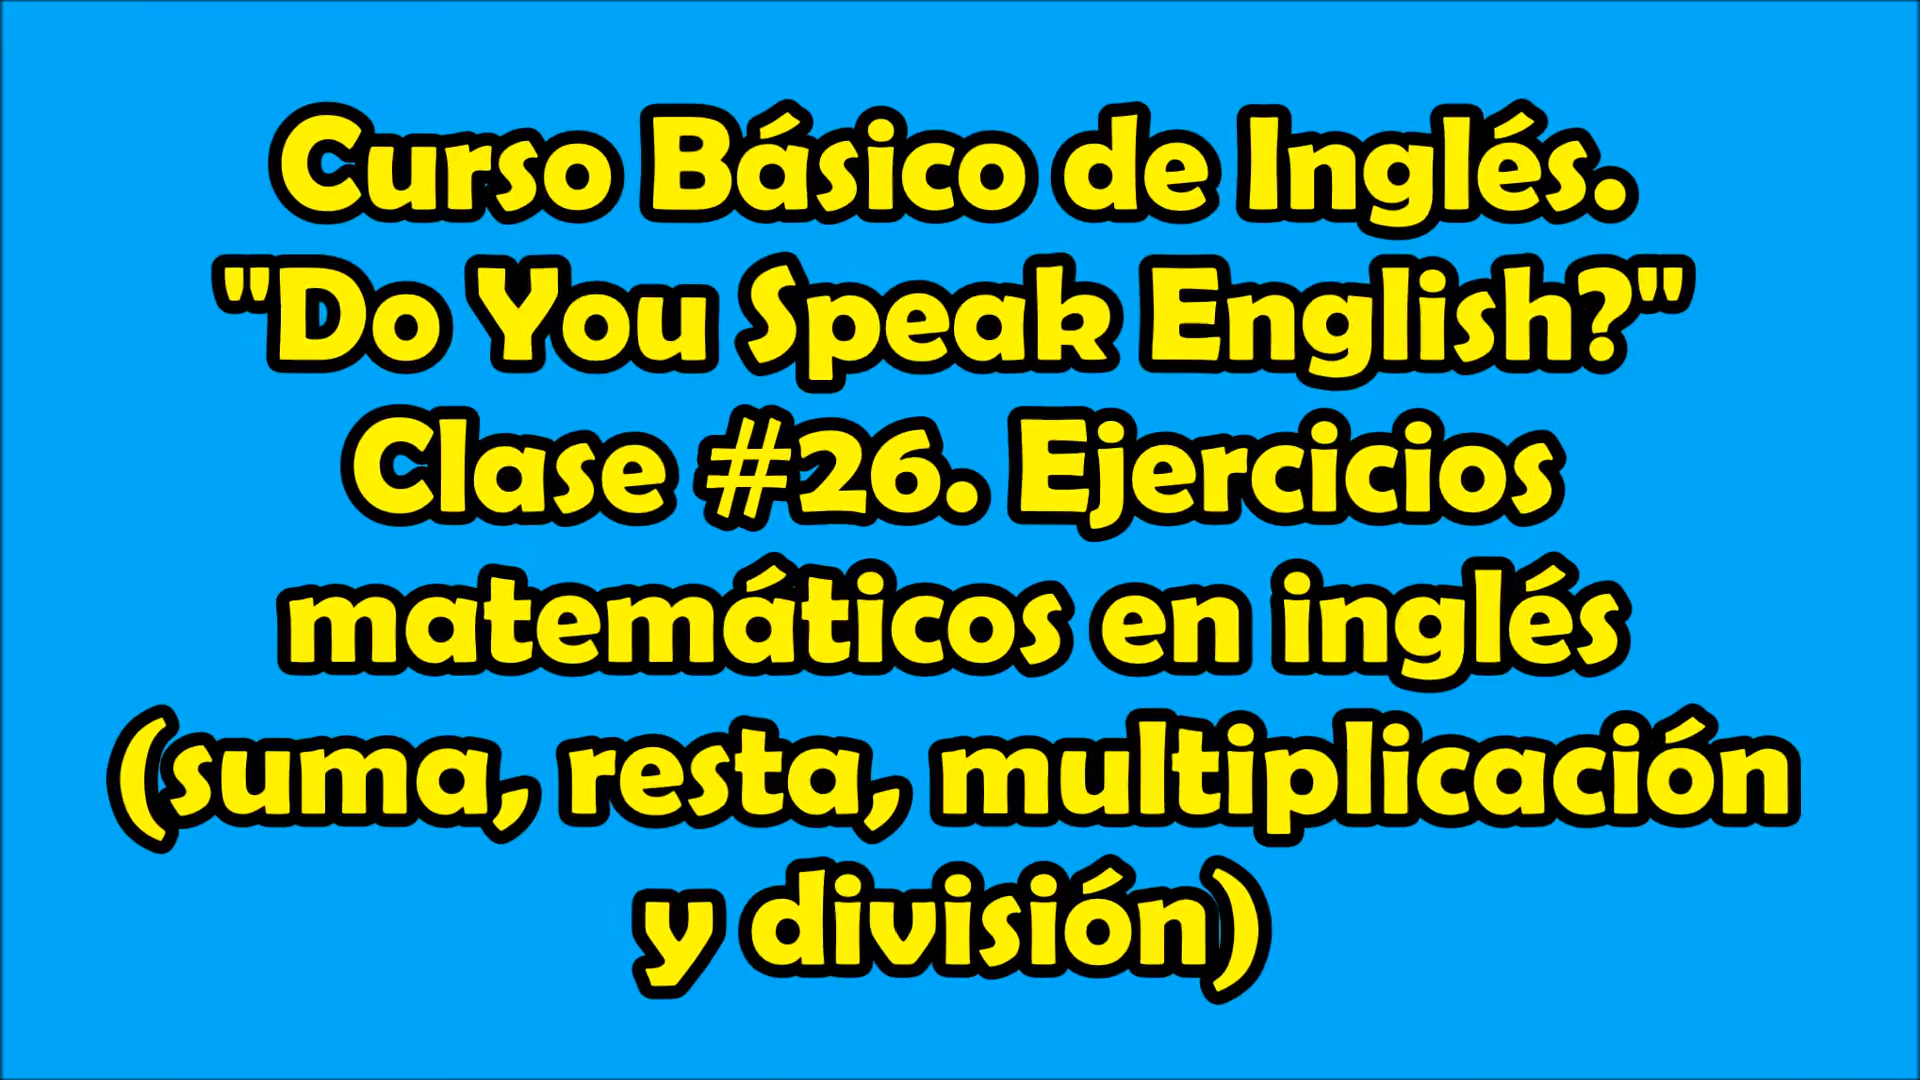 Curso Básico de Inglés.
"Do You Speak English?"
Clase #26. Ejercicios
matemáticos en inglés
(suma, resta, multiplicación
y división)